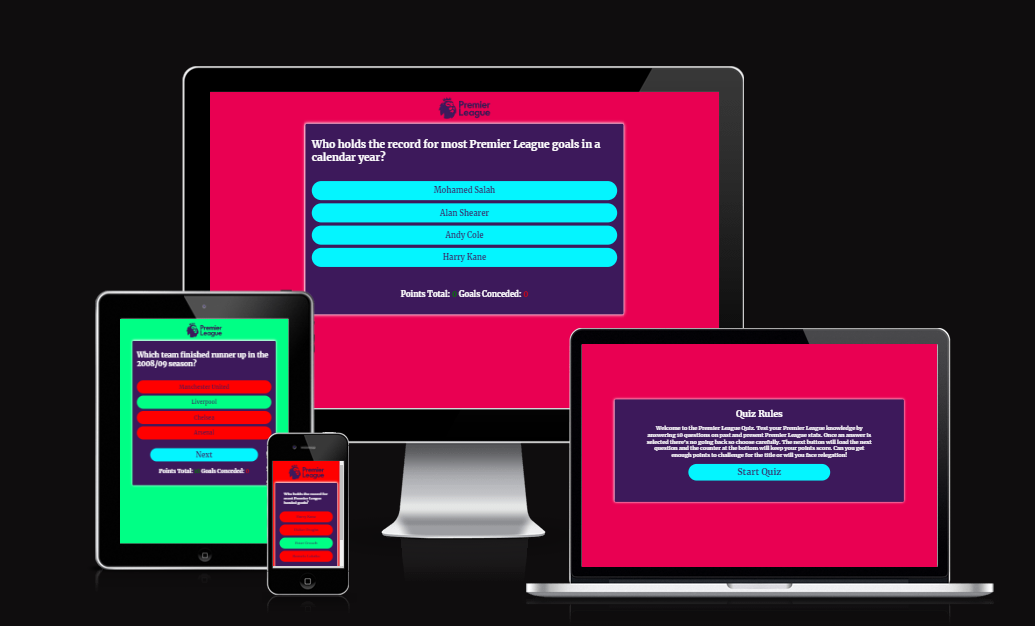 Premier
League
Who holds the record for most Premier League goals in a
calendar year?
Mohamed Salah
Alan Shearer
Andy Cole
Harry Kane
Points Total: 0 Goals Conceded: 0
Premier
League
Which team finished runner up in the
2008/09 season?
Manchester United
Liverpool
Chelsea
Arsenal
Next
Points Total: Goals Conceded:
Premier
League
Who holds the record for
most Premier League
headed goals?
Quiz Rules
Welcome to the Premier League Quiz. Test your Premier League knowledge by
answering 10 questions on past and present Premier League stats. Once an answer is
selected there's no going back so choose carefully. The next button will load the next
question and the counter at the bottom will keep your points score. Can you get
enough points to challenge for the title or will you face relegation!
Start Quiz